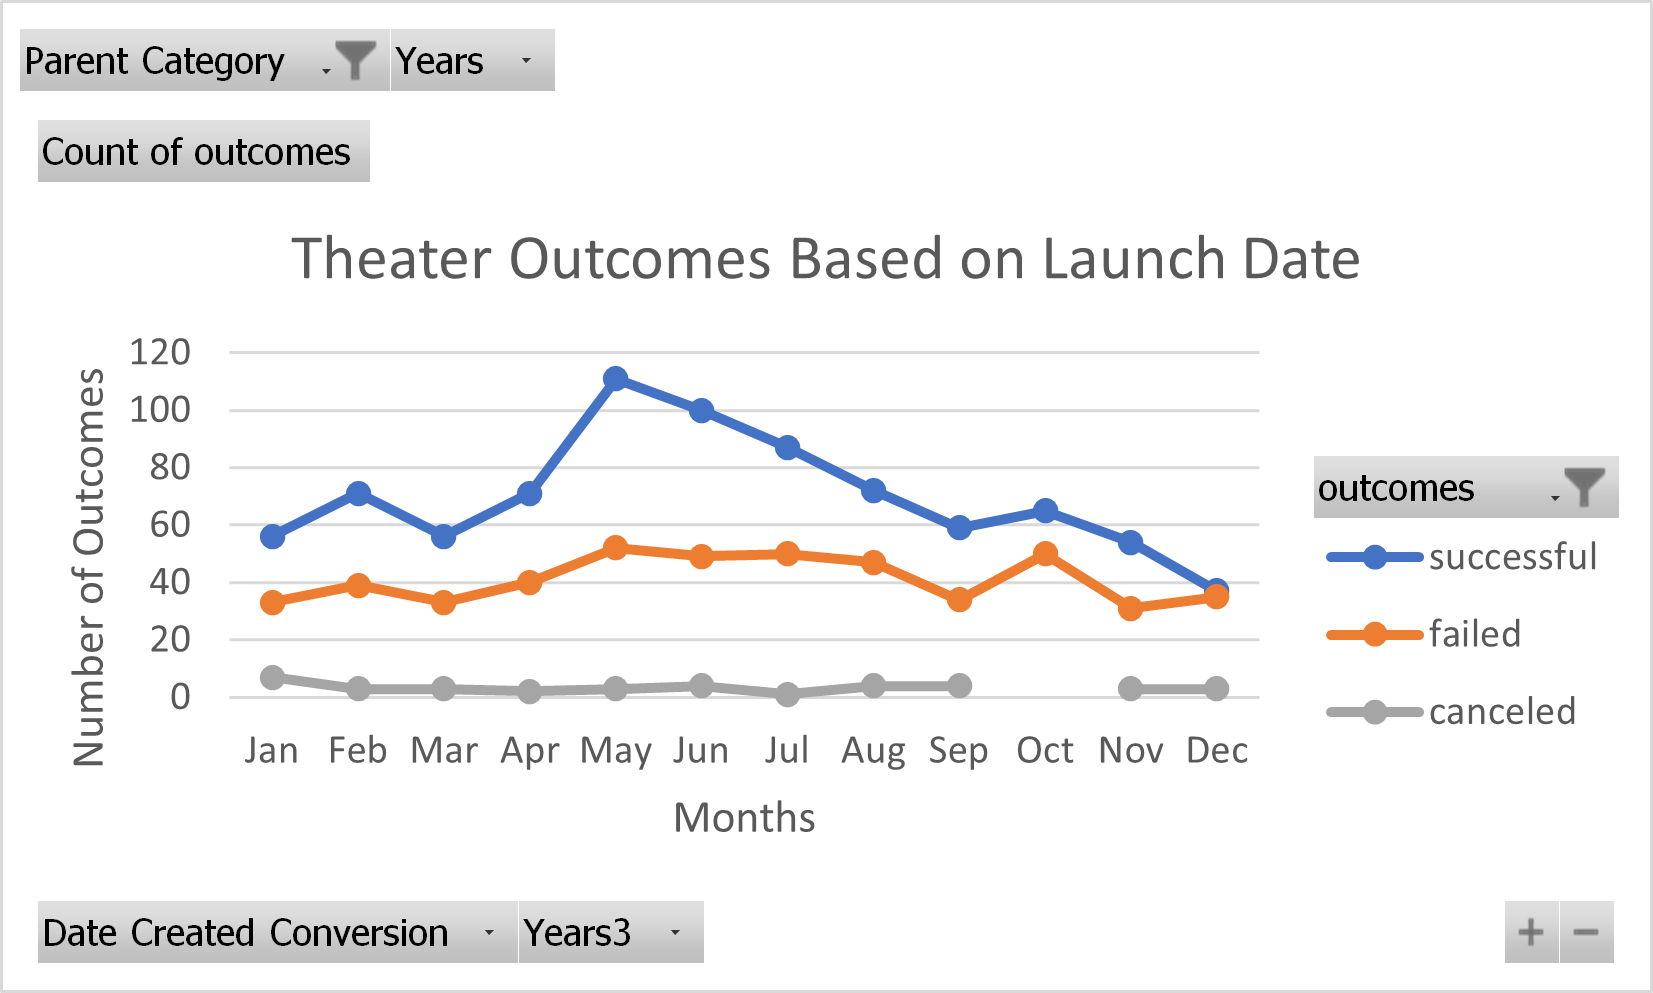 Parent Category Years
Count of outcomes
Theater Outcomes Based on Launch Date
120
100
80
60
40
20
0
Number of Outcomes
Jan Feb Mar Apr May Jun Jul Aug Sep Oct Nov Dec
Months
outcomes
successful
failed
canceled
Date Created Conversion Years3
+ −